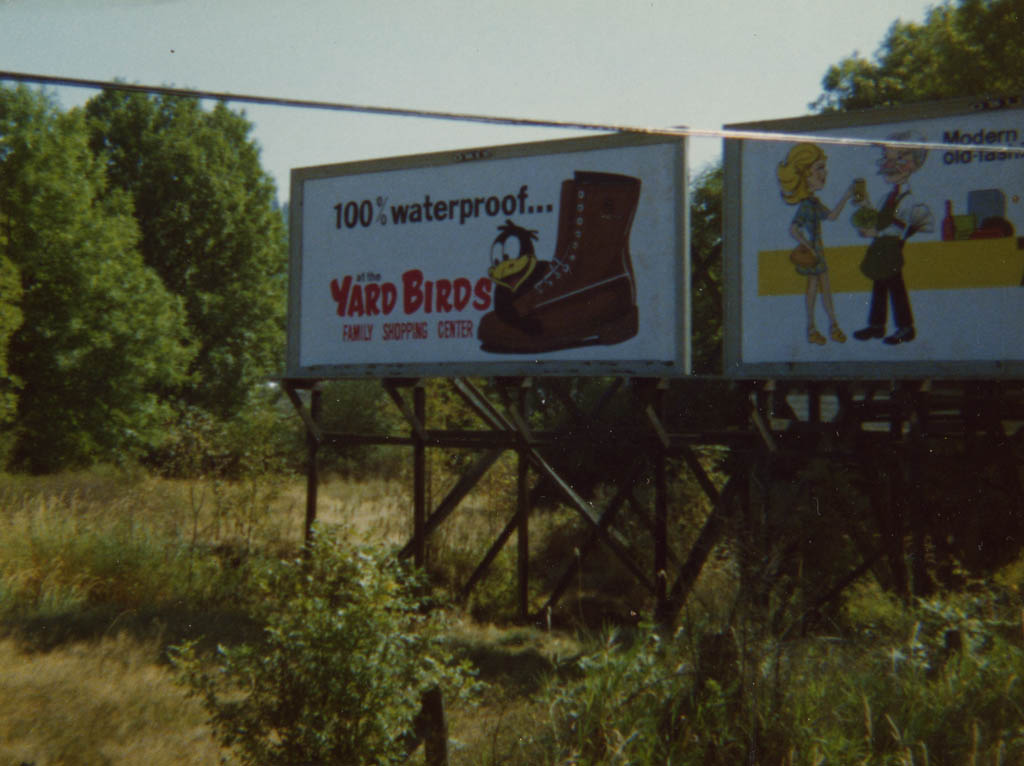 100% waterproof...
at the
YARD BIRDS
FAMILY SHOPPING CENTER
Modern